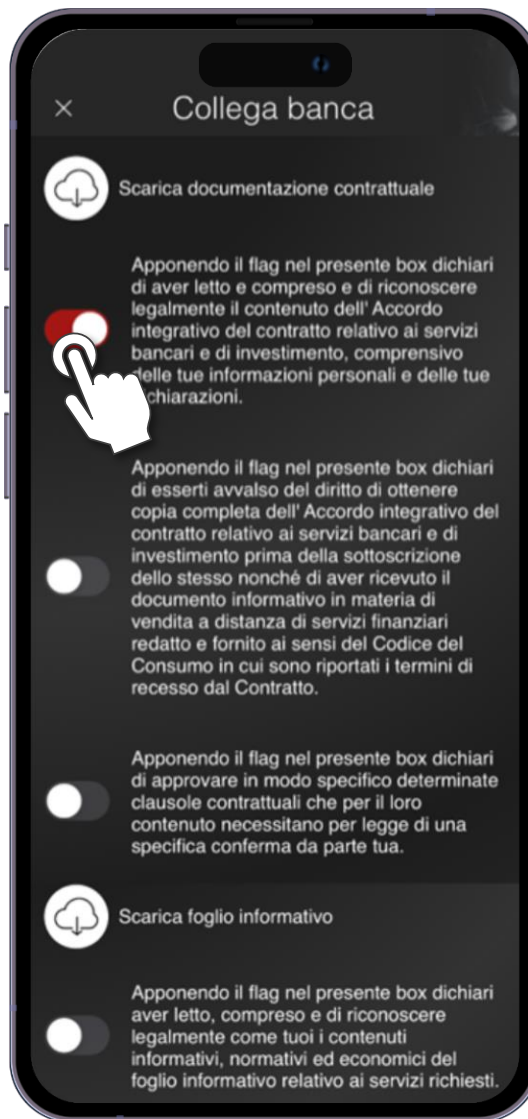 Collega banca
Scarica documentazione contrattuale
Apponendo il flag nel presente box dichiari
di aver letto e compreso e di riconoscere
legalmente il contenuto dell' Accordo
integrativo del contratto relativo ai servizi
bancari e di investimento, comprensivo
delle tue informazioni personali e delle tue
chiarazioni.
Apponendo il flag nel presente box dichiari
di esserti avvalso del diritto di ottenere
copia completa dell' Accordo integrativo del
contratto relativo ai servizi bancari e di
investimento prima della sottoscrizione
dello stesso nonché di aver ricevuto il
documento informativo in materia di
vendita a distanza di servizi finanziari
redatto e fornito ai sensi del Codice del
Consumo in cui sono riportati i termini di
recesso dal Contratto.
Apponendo il flag nel presente box dichiari
di approvare in modo specifico determinate
clausole contrattuali che per il loro
contenuto necessitano per legge di una
specifica conferma da parte tua.
Scarica foglio informativo
Apponendo il flag nel presente box dichiari
aver letto, compreso e di riconoscere
legalmente come tuoi i contenuti
informativi, normativi ed economici del
foglio informativo relativo ai servizi richiesti.